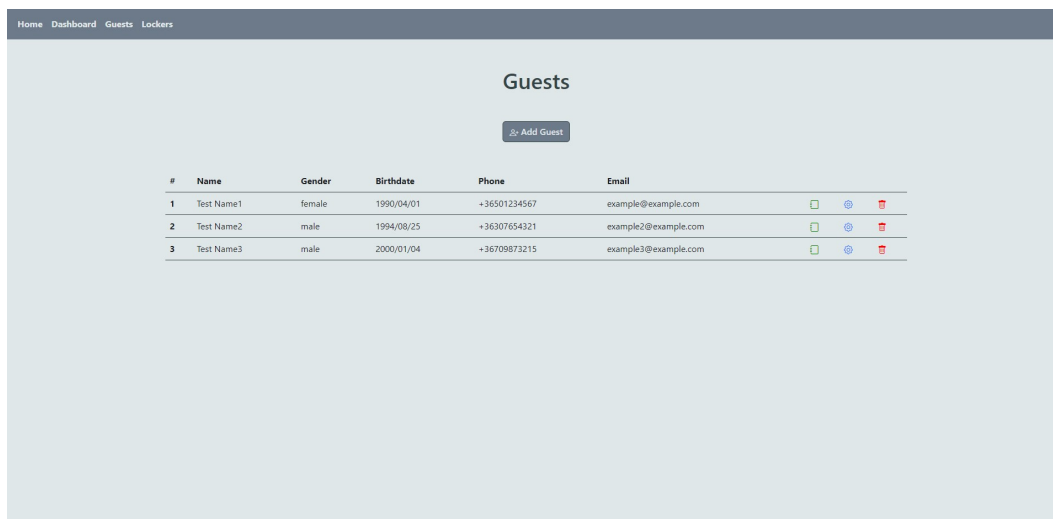 Home Dashboard Guests Lockers
Guests
Add Guest
# Name Gender Birthdate Phone Email
1 Test Name1 female 1990/04/01 +36501234567 example@example.com
2 Test Name2 male 1994/08/25 +36307654321 example2@example.com
3 Test Name3 male 2000/01/04 +36709873215 example3@example.com